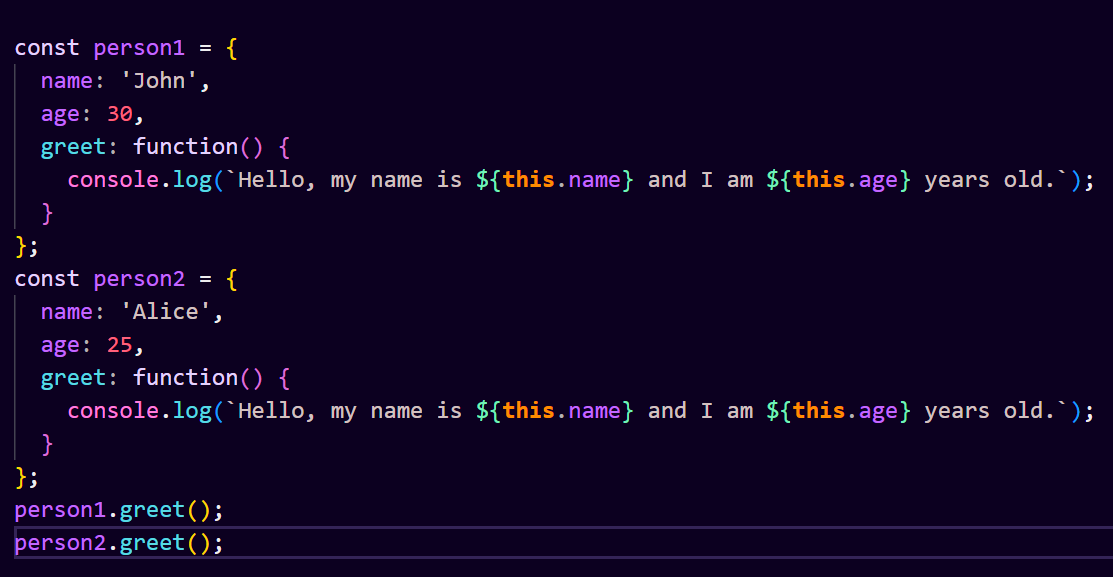 const person1 = {
  name: 'John',
  age: 30,
  greet: function() {
    console.log(`Hello, my name is ${this.name} and I am ${this.age} years old.`);
  }
};
const person2 = {
  name: 'Alice',
  age: 25,
  greet: function() {
    console.log(`Hello, my name is ${this.name} and I am ${this.age} years old.`);
  }
};
person1.greet();
person2.greet();